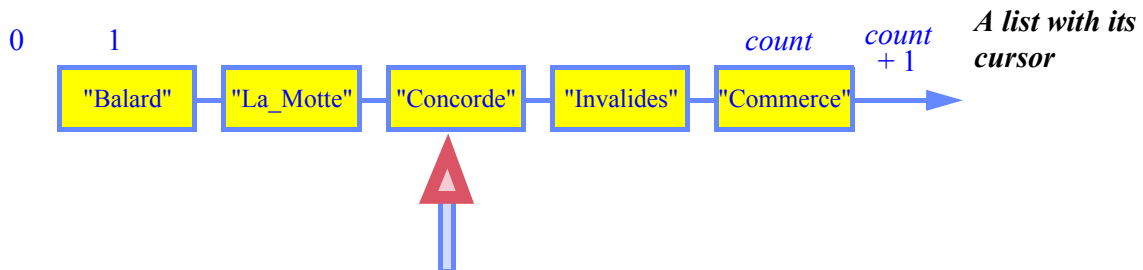 0 1 count count + 1
"Balard" "La_Motte" "Concorde" "Invalides" "Commerce"
A list with its
cursor